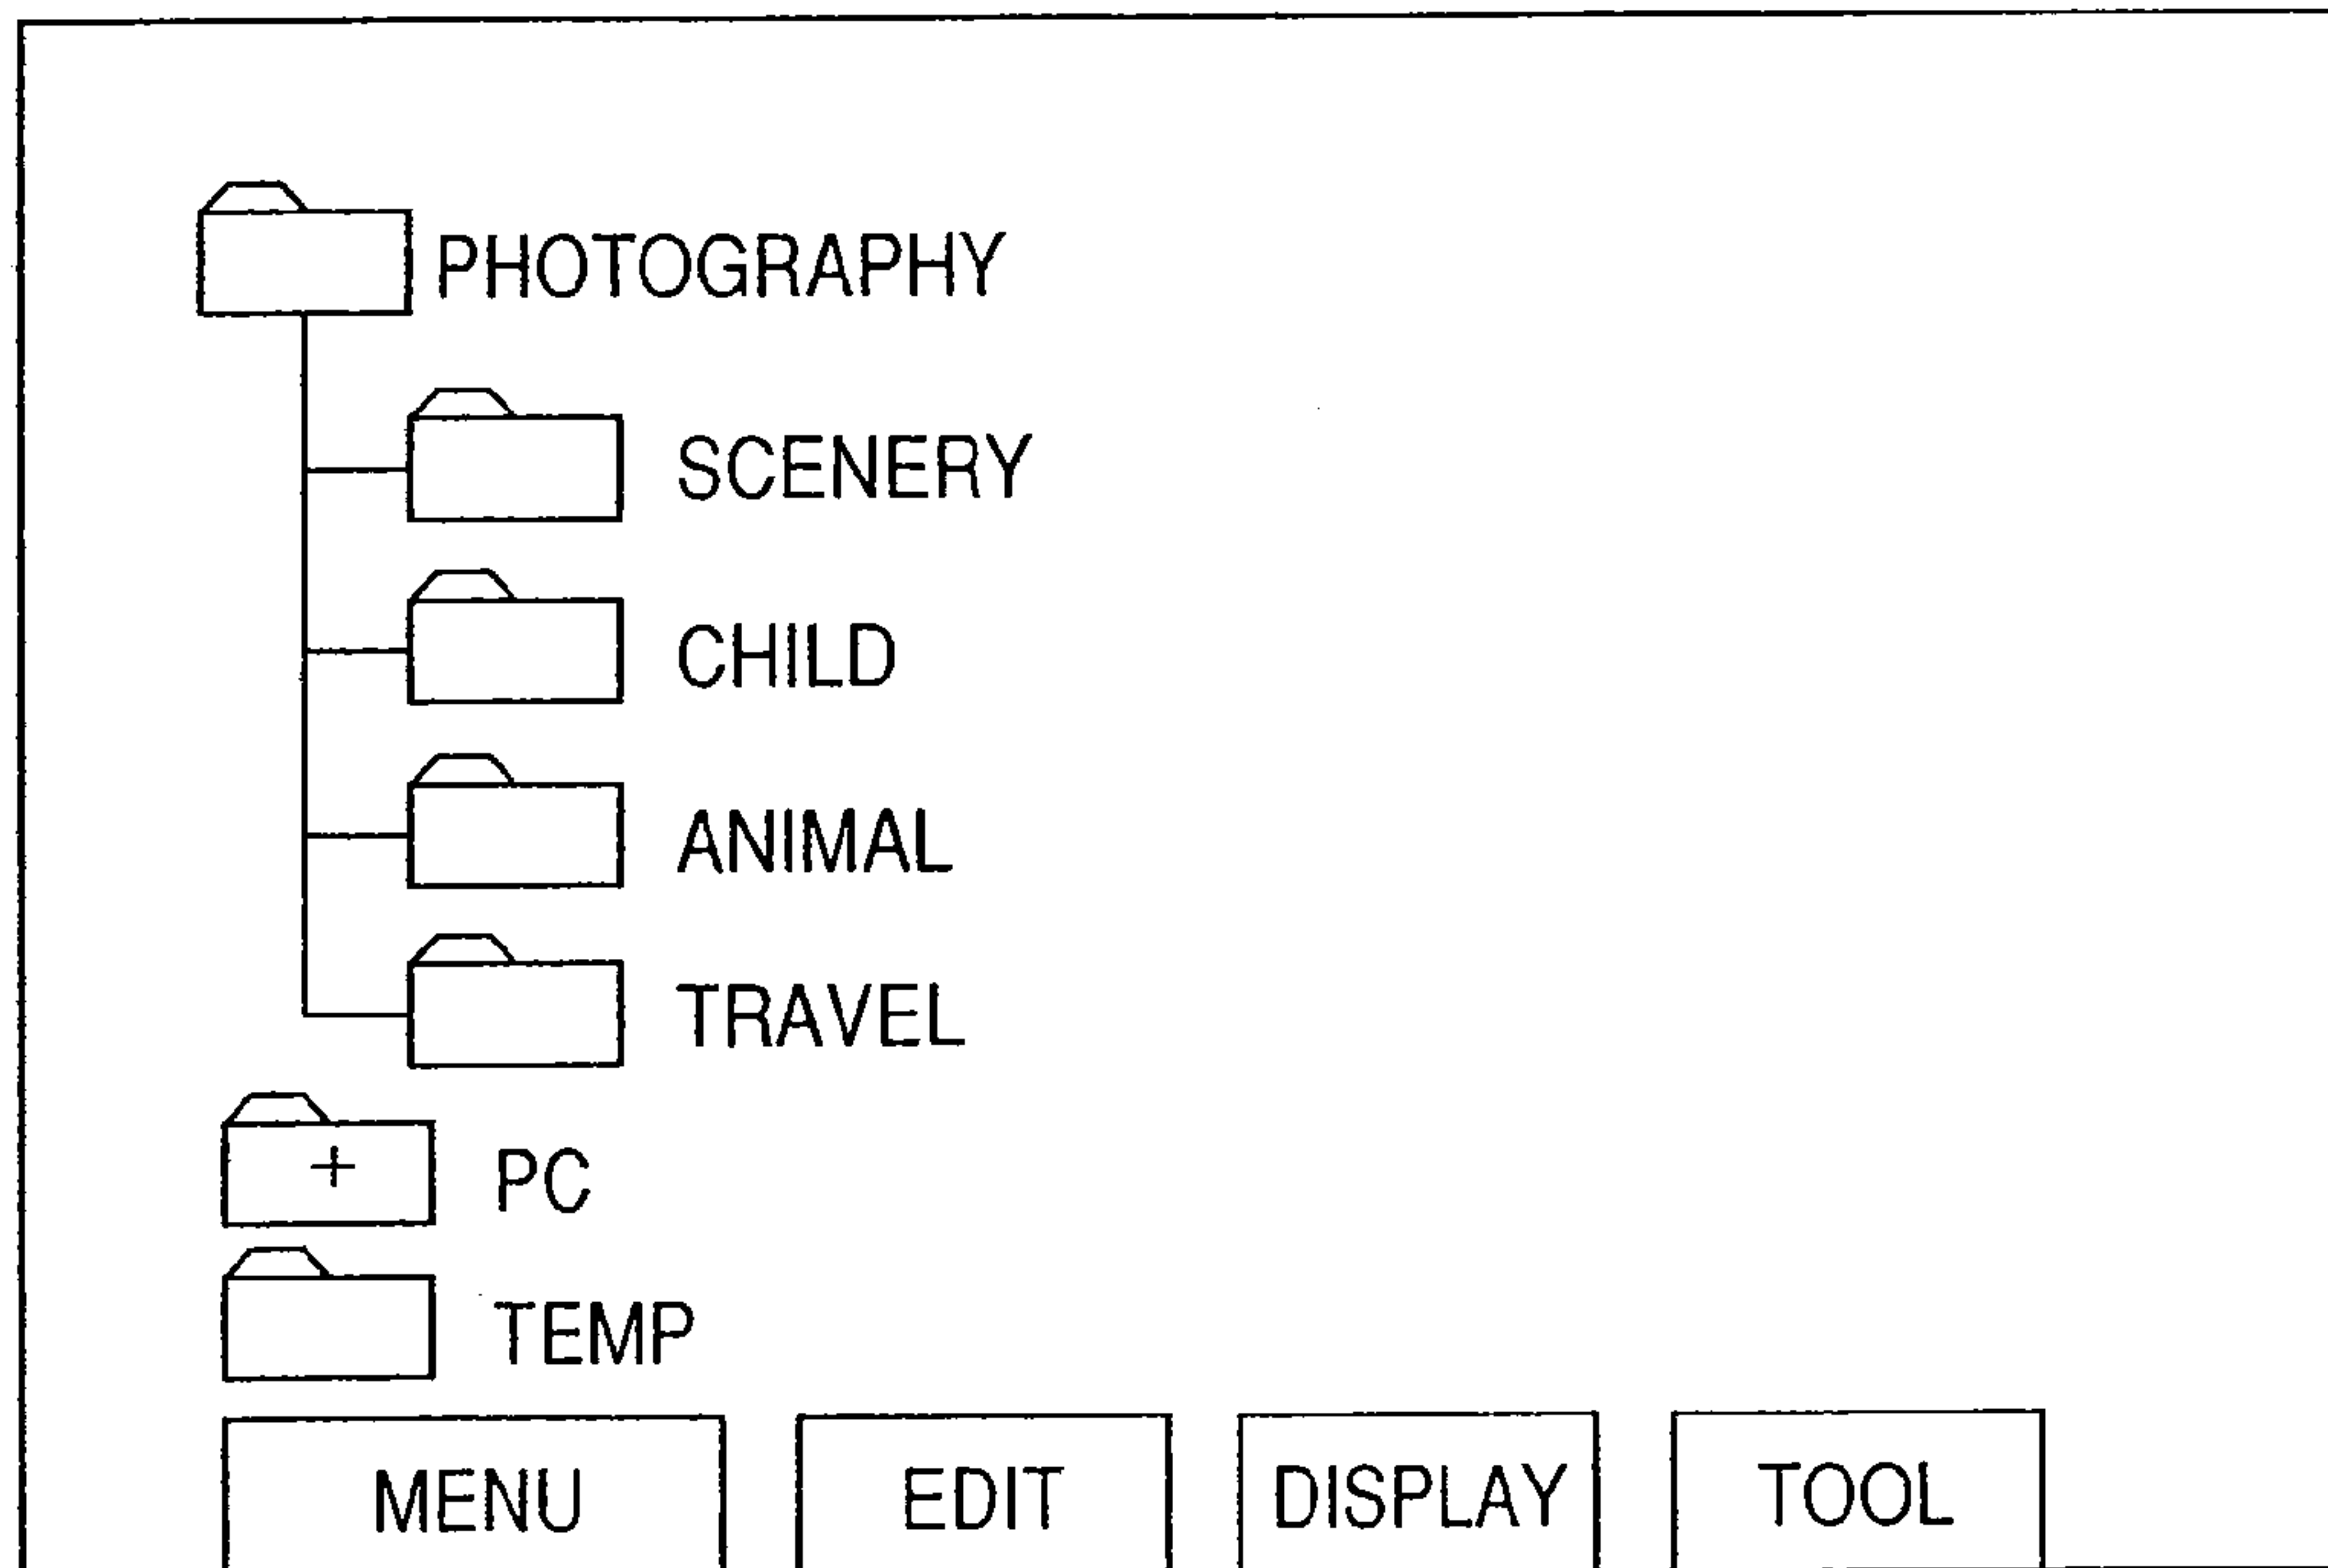 PHOTOGRAPHY
SCENERY
CHILD
ANIMAL
TRAVEL
+ PC
TEMP
MENU EDIT DISPLAY TOOL